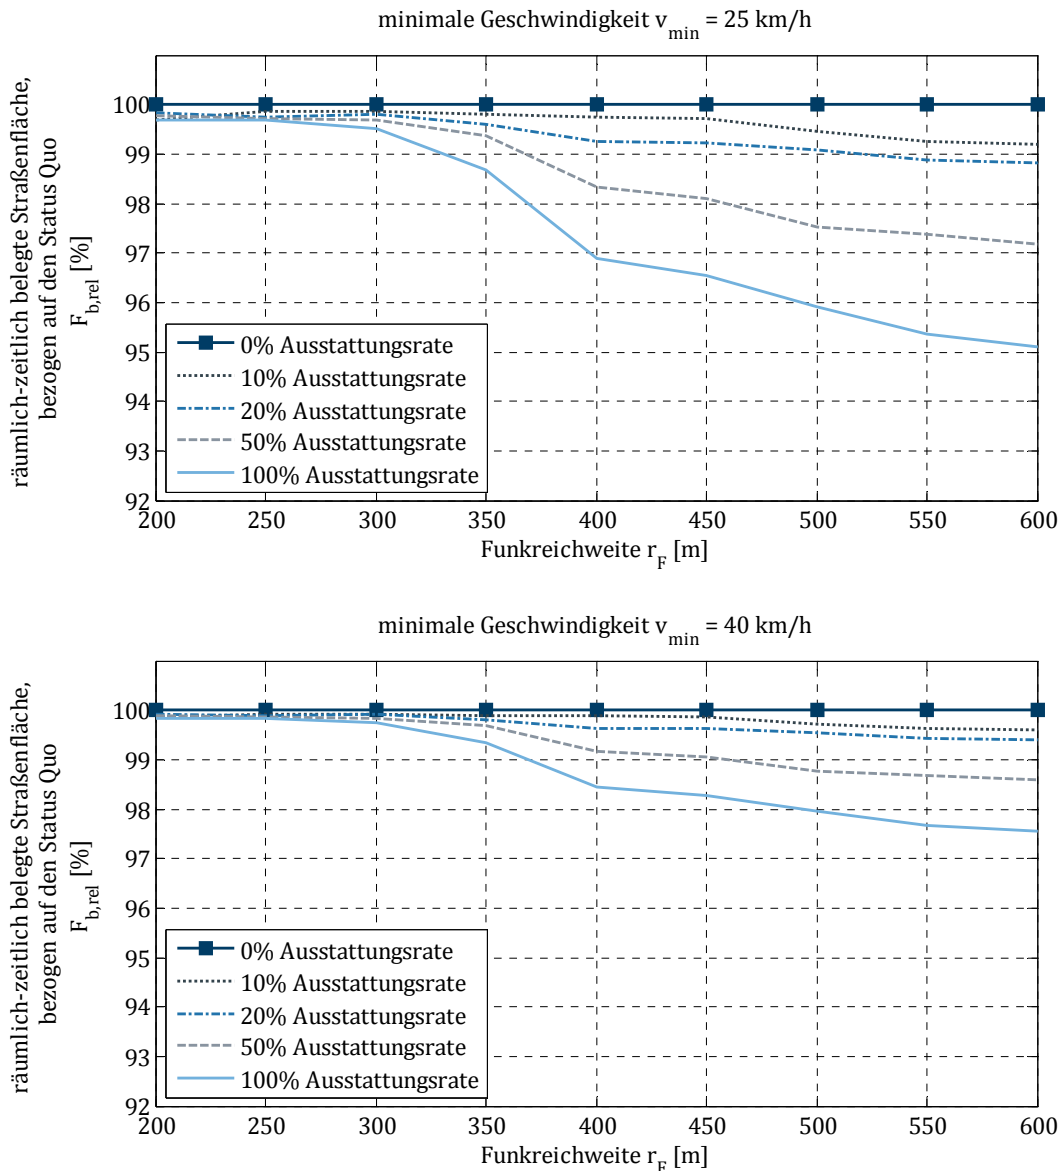 minimale Geschwindigkeit v_min = 25 km/h
räumlich-zeitlich belegte Straßenfläche,
bezogen auf den Status Quo
F_b,rel [%]
100
99
98
97
96
95
94
93
92
0% Ausstattungsrate
10% Ausstattungsrate
20% Ausstattungsrate
50% Ausstattungsrate
100% Ausstattungsrate
200 250 300 350 400 450 500 550 600
Funkreichweite r_F [m]
minimale Geschwindigkeit v_min = 40 km/h
räumlich-zeitlich belegte Straßenfläche,
bezogen auf den Status Quo
F_b,rel [%]
100
99
98
97
96
95
94
93
92
0% Ausstattungsrate
10% Ausstattungsrate
20% Ausstattungsrate
50% Ausstattungsrate
100% Ausstattungsrate
200 250 300 350 400 450 500 550 600
Funkreichweite r_F [m]